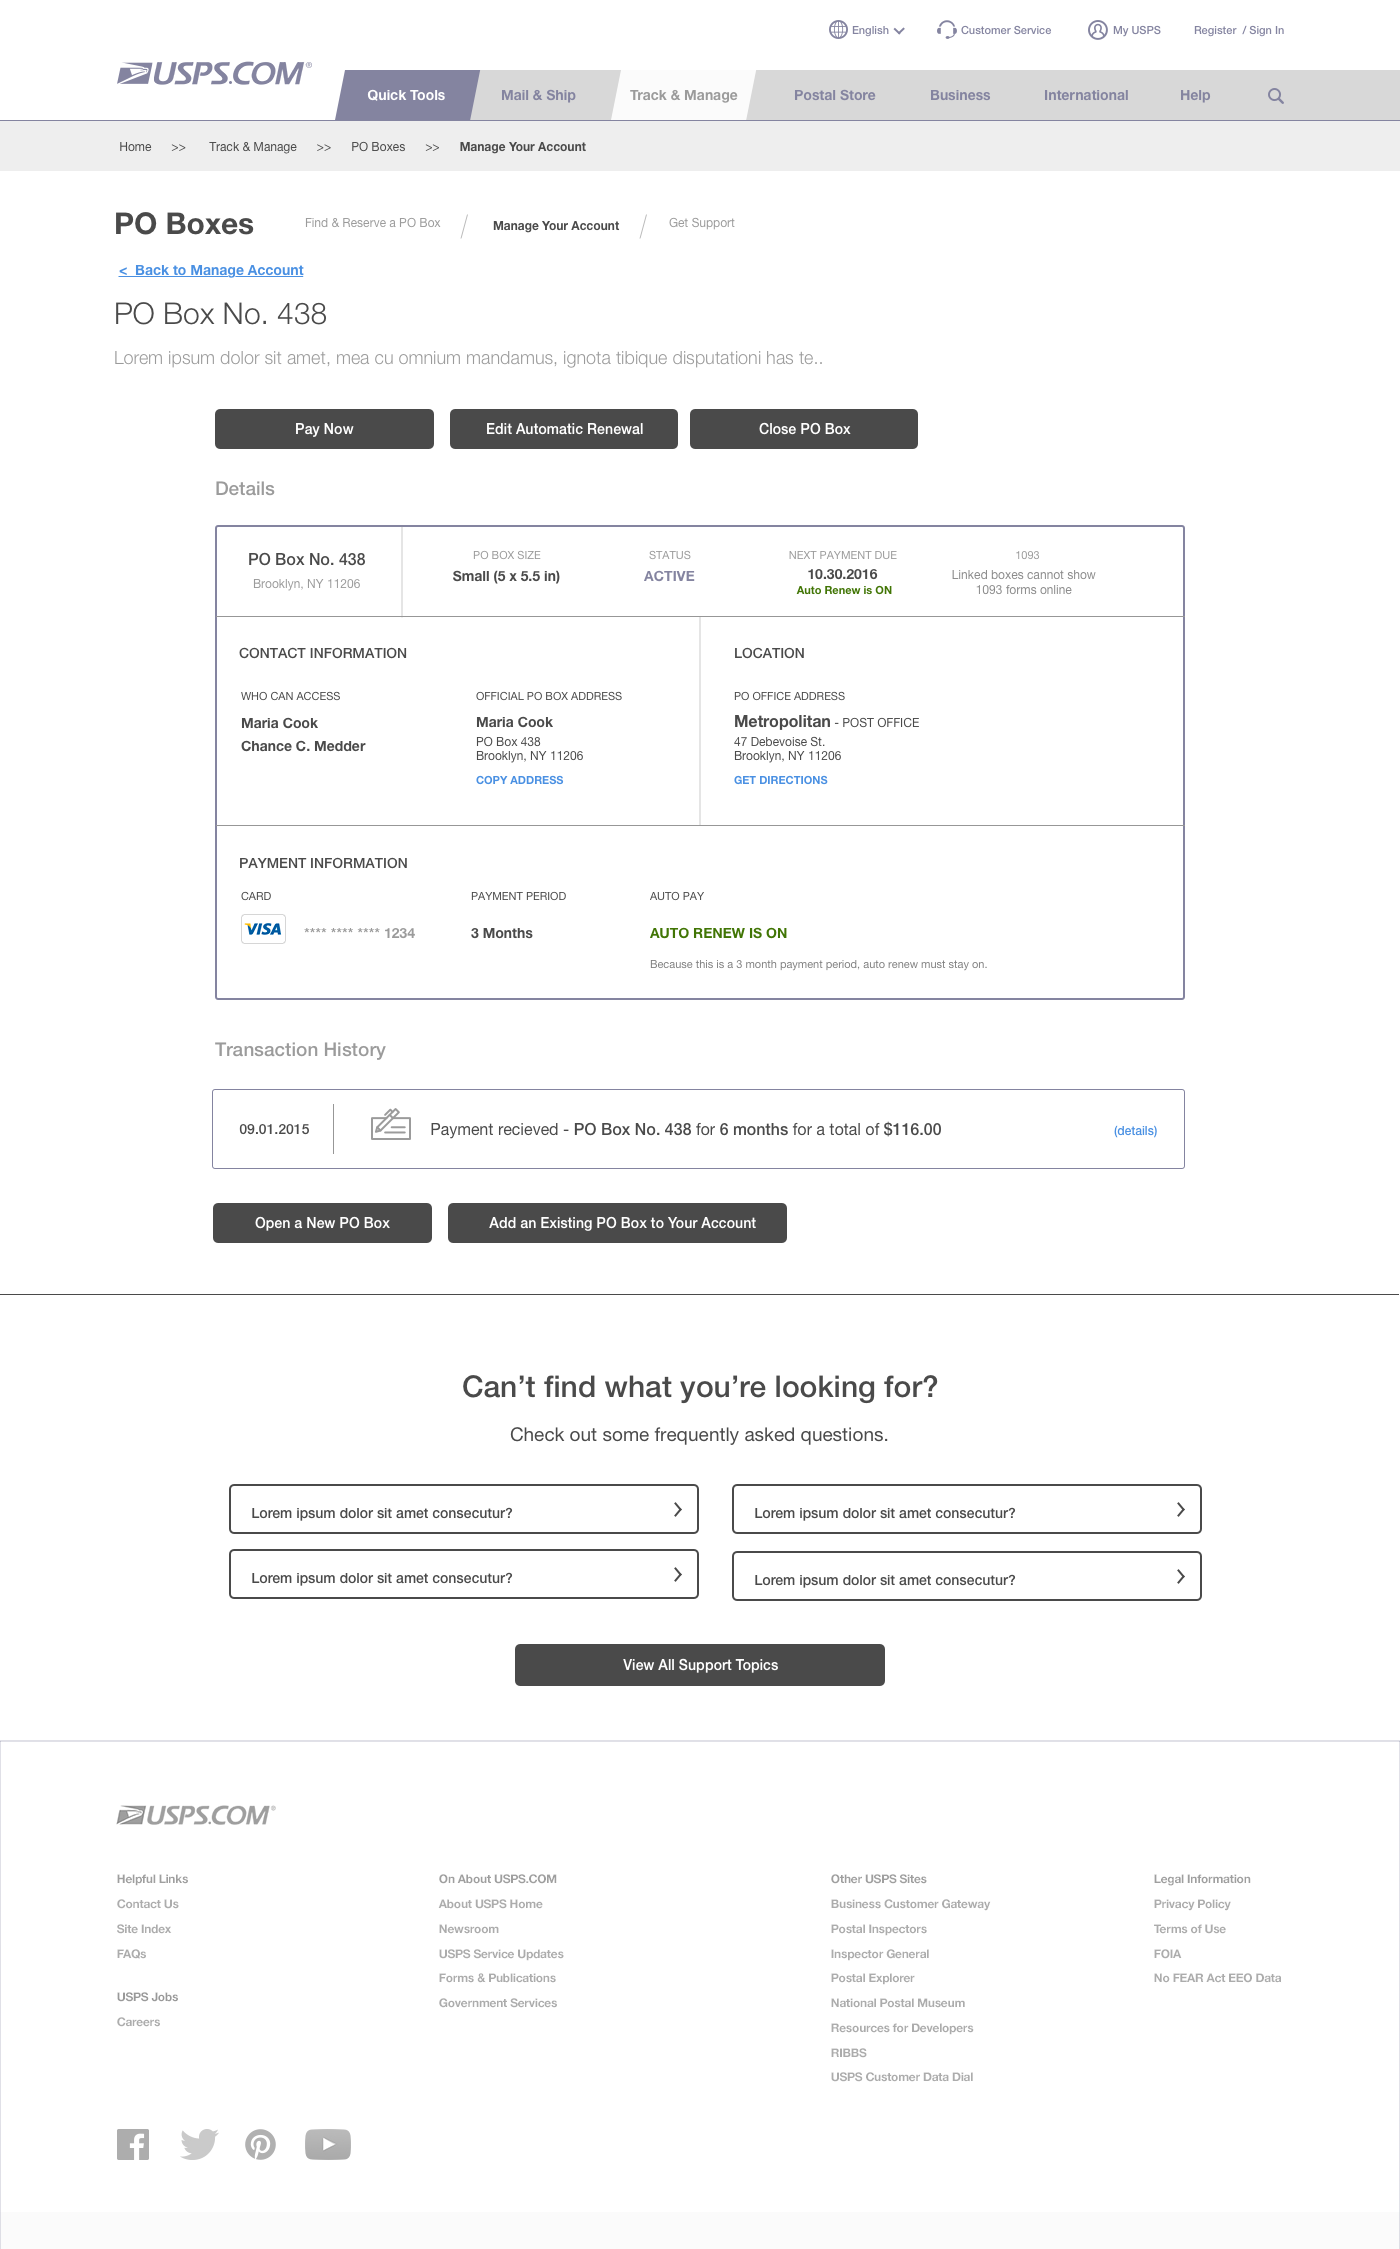 English
Customer Service
My USPS
Register / Sign In
USPS.COM®
Quick Tools
Mail & Ship
Track & Manage
Postal Store
Business
International
Help
Home >> Track & Manage >> PO Boxes >> Manage Your Account
PO Boxes
Find & Reserve a PO Box
Manage Your Account
Get Support
< Back to Manage Account
PO Box No. 438
Lorem ipsum dolor sit amet, mea cu omnium mandamus, ignota tibique disputationi has te..
Pay Now
Edit Automatic Renewal
Close PO Box
Details
PO Box No. 438
Brooklyn, NY 11206
PO BOX SIZE
Small (5 x 5.5 in)
STATUS
ACTIVE
NEXT PAYMENT DUE
10.30.2016
Auto Renew is ON
1093
Linked boxes cannot show
1093 forms online
CONTACT INFORMATION
WHO CAN ACCESS
Maria Cook
Chance C. Medder
OFFICIAL PO BOX ADDRESS
Maria Cook
PO Box 438
Brooklyn, NY 11206
COPY ADDRESS
LOCATION
PO OFFICE ADDRESS
Metropolitan - POST OFFICE
47 Debevoise St.
Brooklyn, NY 11206
GET DIRECTIONS
PAYMENT INFORMATION
CARD
VISA
**** **** **** 1234
PAYMENT PERIOD
3 Months
AUTO PAY
AUTO RENEW IS ON
Because this is a 3 month payment period, auto renew must stay on.
Transaction History
09.01.2015
Payment recieved - PO Box No. 438 for 6 months for a total of $116.00
(details)
Open a New PO Box
Add an Existing PO Box to Your Account
Can’t find what you’re looking for?
Check out some frequently asked questions.
Lorem ipsum dolor sit amet consecutur?
Lorem ipsum dolor sit amet consecutur?
Lorem ipsum dolor sit amet consecutur?
Lorem ipsum dolor sit amet consecutur?
View All Support Topics
USPS.COM®
Helpful Links
Contact Us
Site Index
FAQs
USPS Jobs
Careers
On About USPS.COM
About USPS Home
Newsroom
USPS Service Updates
Forms & Publications
Government Services
Other USPS Sites
Business Customer Gateway
Postal Inspectors
Inspector General
Postal Explorer
National Postal Museum
Resources for Developers
RIBBS
USPS Customer Data Dial
Legal Information
Privacy Policy
Terms of Use
FOIA
No FEAR Act EEO Data